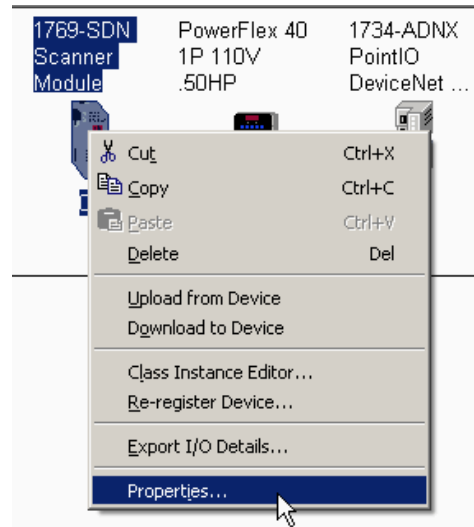 1769-SDN
Scanner
Module
PowerFlex 40
1P 110V
.50HP
1734-ADNX
PointIO
DeviceNet ...
Cut Ctrl+X
Copy Ctrl+C
Paste Ctrl+V
Delete Del
Upload from Device
Download to Device
Class Instance Editor...
Re-register Device...
Export I/O Details...
Properties...